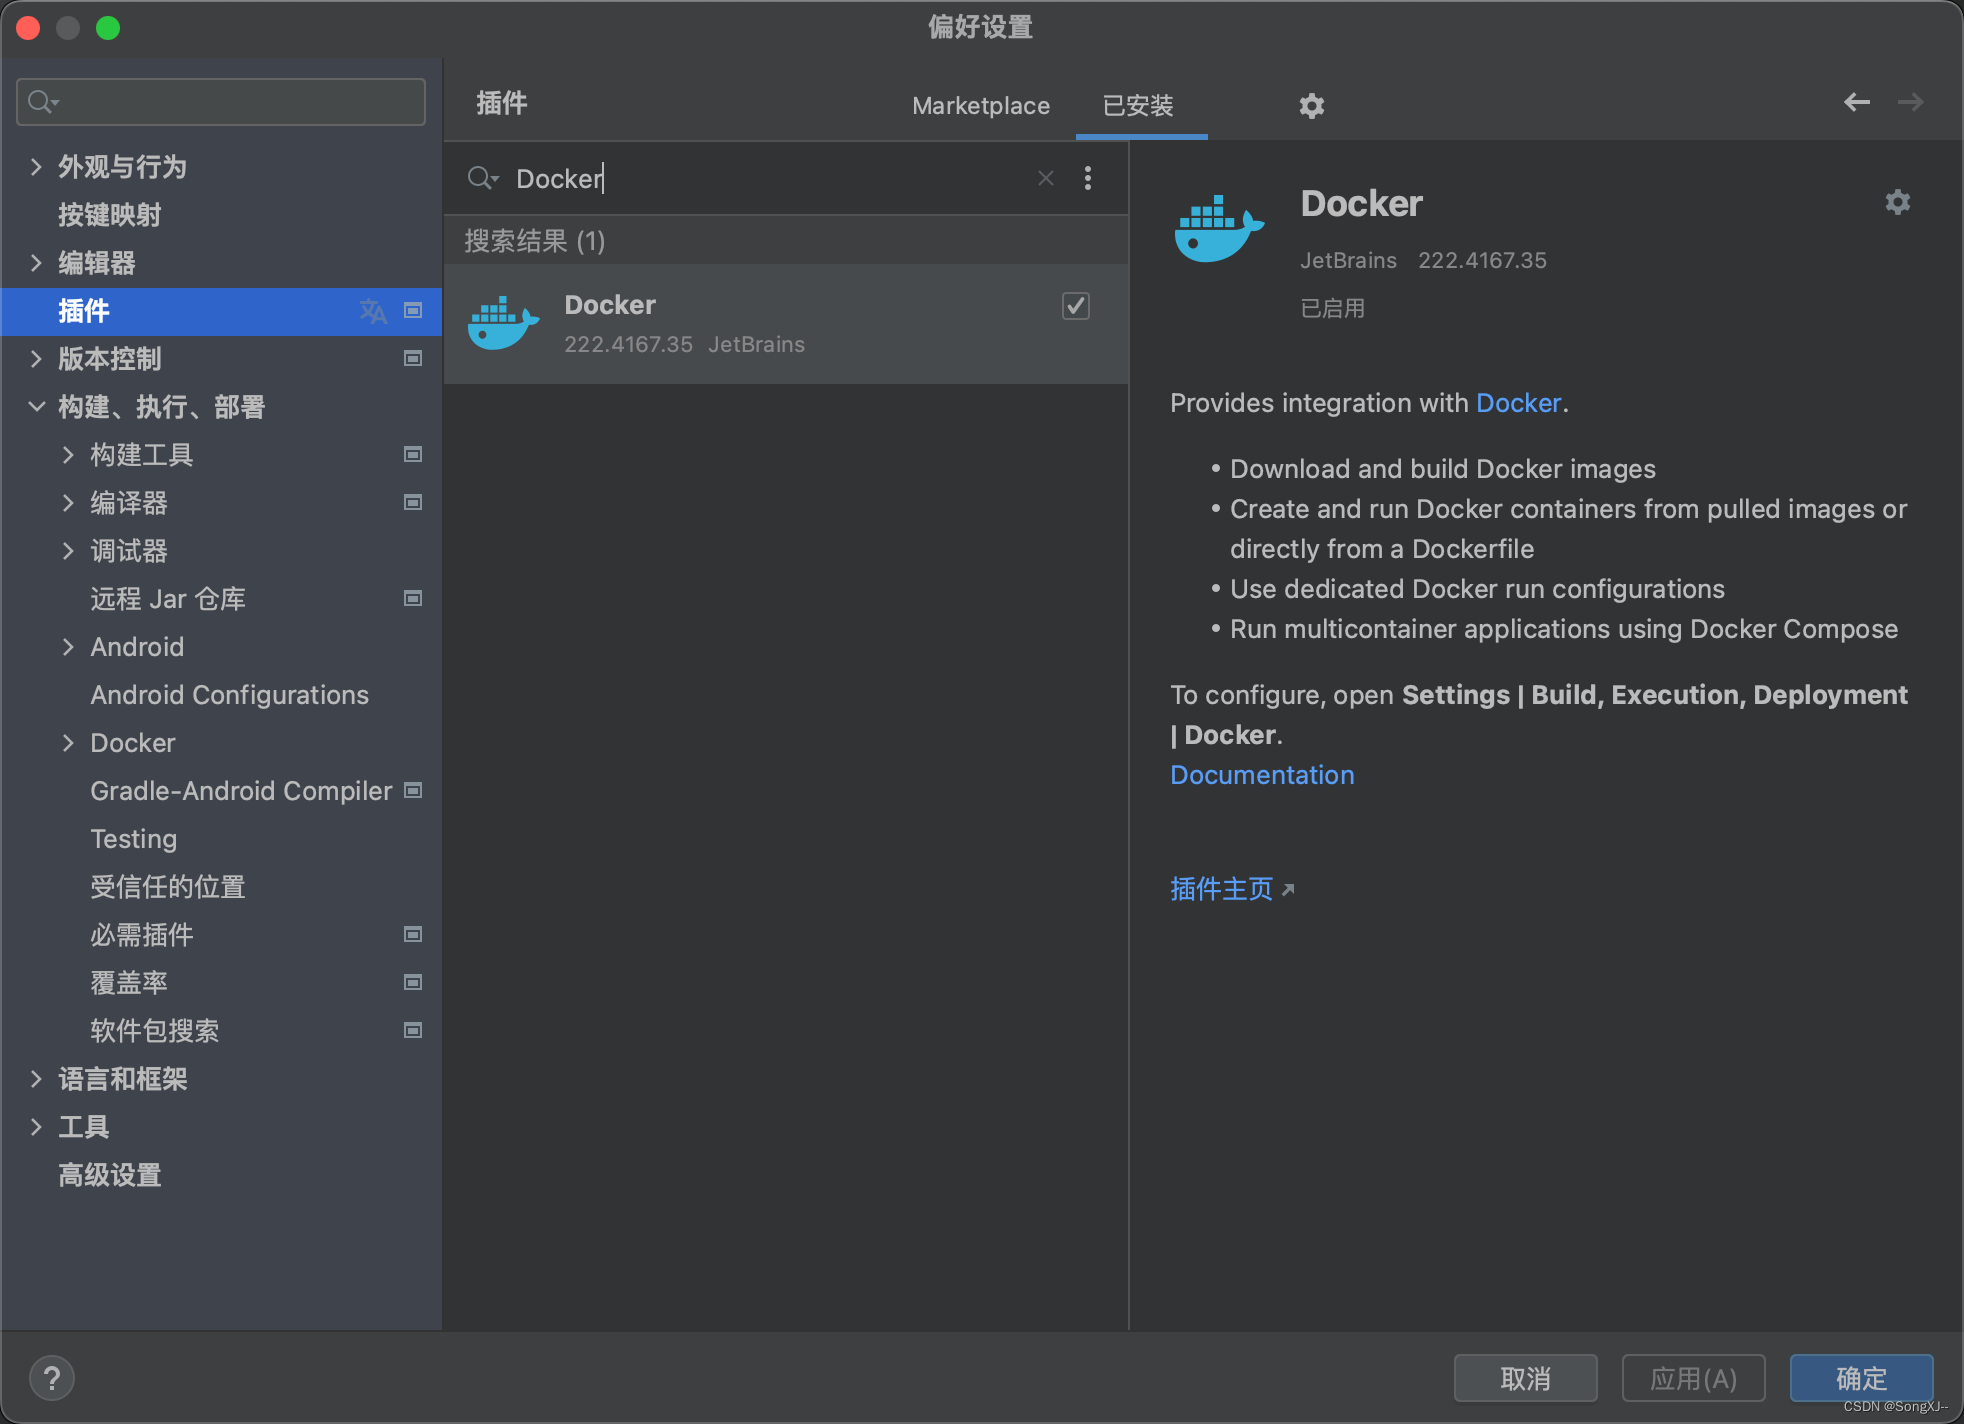 偏好设置
外观与行为
按键映射
编辑器
插件
版本控制
构建、执行、部署
构建工具
编译器
调试器
远程 Jar 仓库
Android
Android Configurations
Docker
Gradle-Android Compiler
Testing
受信任的位置
必需插件
覆盖率
软件包搜索
语言和框架
工具
高级设置
插件
Marketplace
已安装
Docker
搜索结果 (1)
Docker
222.4167.35 JetBrains
Docker
JetBrains 222.4167.35
已启用
Provides integration with Docker.
• Download and build Docker images
• Create and run Docker containers from pulled images or
directly from a Dockerfile
• Use dedicated Docker run configurations
• Run multicontainer applications using Docker Compose
To configure, open Settings | Build, Execution, Deployment
| Docker.
Documentation
插件主页
?
取消
应用(A)
确定
CSDN @SongXJ--